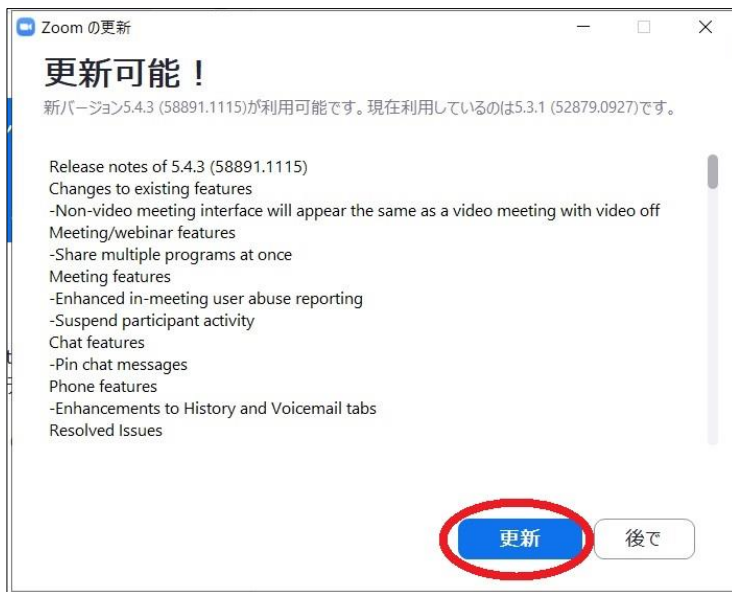 Zoom の更新
更新可能！
新バージョン5.4.3 (58891.1115)が利用可能です。現在利用しているのは5.3.1 (52879.0927)です。
Release notes of 5.4.3 (58891.1115)
Changes to existing features
-Non-video meeting interface will appear the same as a video meeting with video off
Meeting/webinar features
-Share multiple programs at once
Meeting features
-Enhanced in-meeting user abuse reporting
-Suspend participant activity
Chat features
-Pin chat messages
Phone features
-Enhancements to History and Voicemail tabs
Resolved Issues
更新
後で